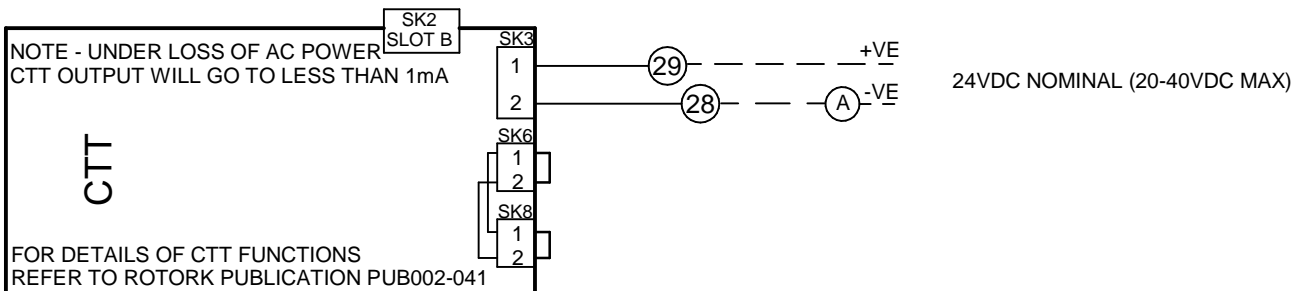 SK2
SLOT B
NOTE - UNDER LOSS OF AC POWER
CTT OUTPUT WILL GO TO LESS THAN 1mA
SK3
1
2
29
+VE
28
A
-VE
24VDC NOMINAL (20-40VDC MAX)
CTT
SK6
1
2
SK8
1
2
FOR DETAILS OF CTT FUNCTIONS
REFER TO ROTORK PUBLICATION PUB002-041